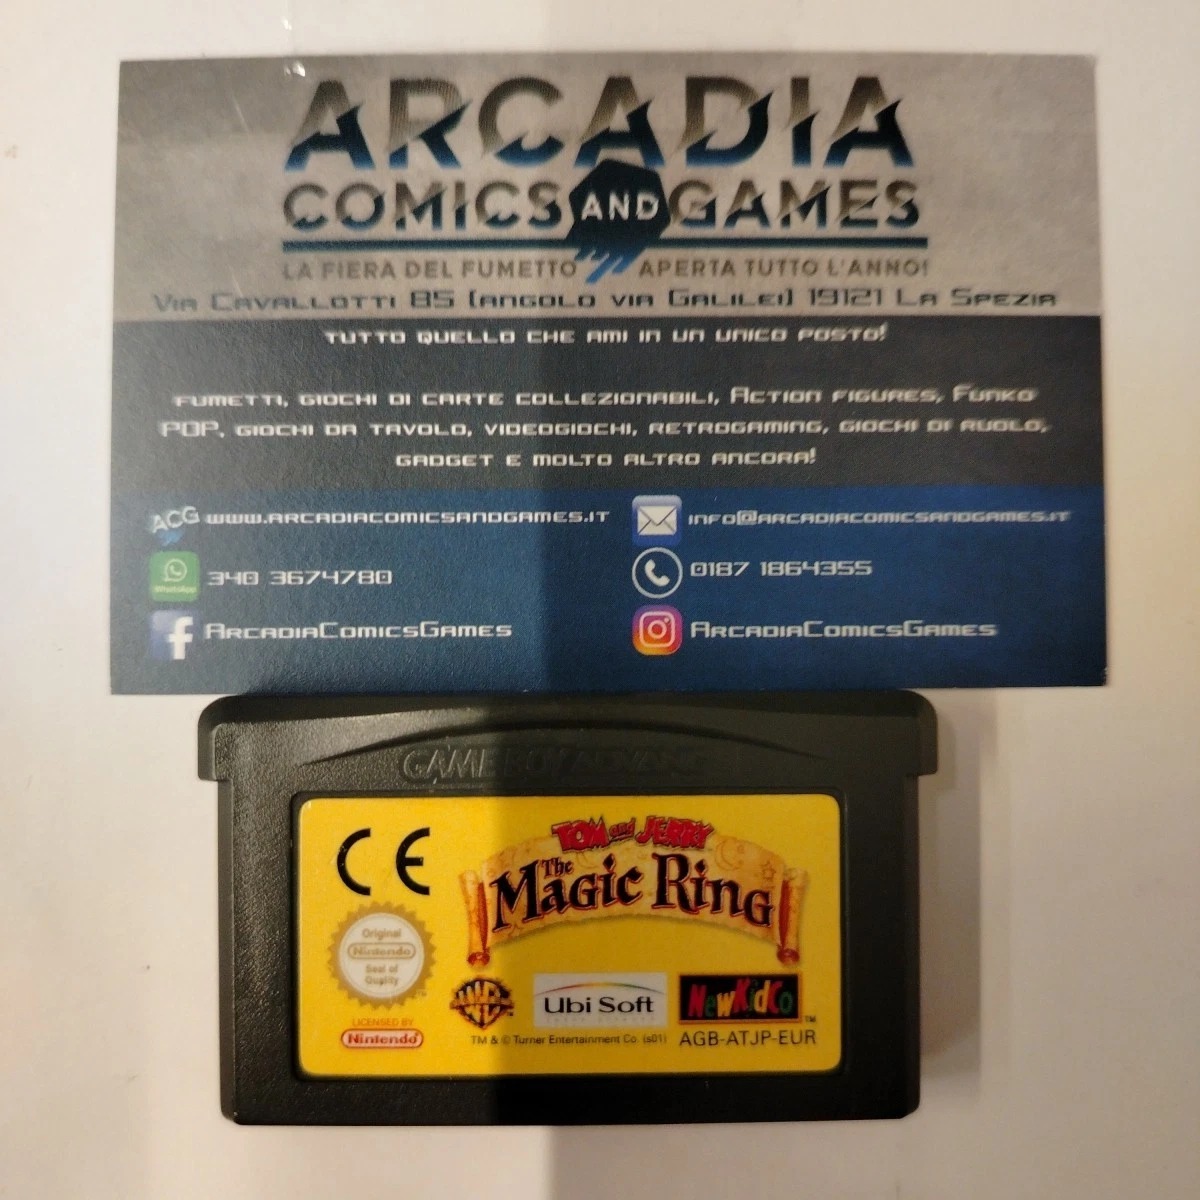 ARCADIA
COMICS AND GAMES
LA FIERA DEL FUMETTO APERTA TUTTO L'ANNO!
Via Cavallotti 85 (angolo via Galilei) 19121 La Spezia
tutto quello che ami in un unico posto!
fumetti, giochi di carte collezionabili, Action figures, Funko
POP, giochi da tavolo, videogiochi, retrogaming, giochi di ruolo,
gadget e molto altro ancora!
ACG www.arcadiacomicsandgames.it
info@arcadiacomicsandgames.it
WhatsApp 340 3674780
0187 1864355
ArcadiaComicsGames
ArcadiaComicsGames
GAME BOY ADVANCE
CE
TOM and JERRY
The
MAGIC RING
Original
Nintendo
Seal of
Quality
TM
LICENSED BY
Nintendo
WB
Ubi Soft
NewKidCo
TM
TM & © Turner Entertainment Co. (s01)
AGB-ATJP-EUR